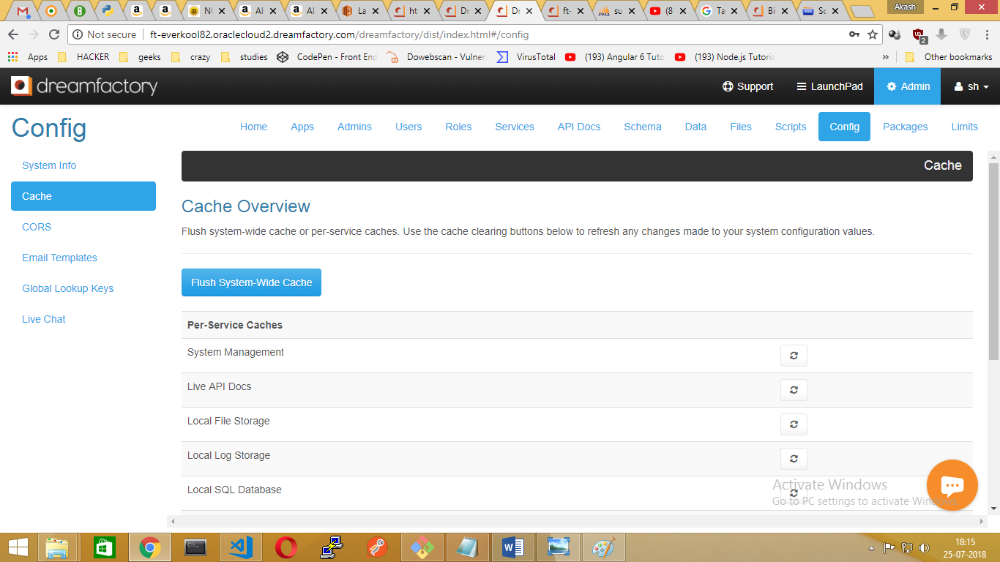 Akash
N
Al
Al
La
ht
Dr
Dr
ft-
su
(8
Ta
Bi
Sc
Not secure ft-everkool82.oraclecloud2.dreamfactory.com/dreamfactory/dist/index.html#/config
2
Apps HACKER geeks crazy studies CodePen - Front End Dowebscan - Vulner VirusTotal (193) Angular 6 Tuto (193) Node.js Tutoria » Other bookmarks
dreamfactory Support LaunchPad Admin sh
Config Home Apps Admins Users Roles Services API Docs Schema Data Files Scripts Config Packages Limits
System Info
Cache
CORS
Email Templates
Global Lookup Keys
Live Chat
Cache
Cache Overview
Flush system-wide cache or per-service caches. Use the cache clearing buttons below to refresh any changes made to your system configuration values.
Flush System-Wide Cache
Per-Service Caches
System Management
Live API Docs
Local File Storage
Local Log Storage
Local SQL Database
Activate Windows
Go to PC settings to activate Windows.
18:15
25-07-2018